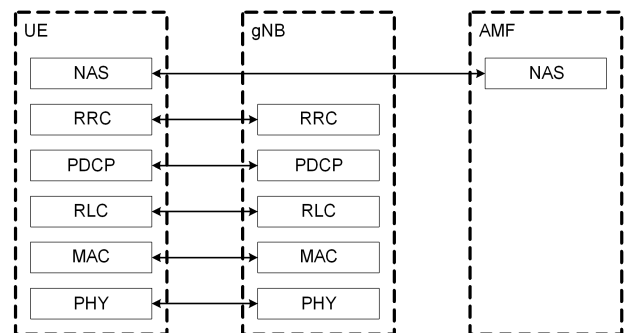 UE gNB AMF
NAS NAS
RRC RRC
PDCP PDCP
RLC RLC
MAC MAC
PHY PHY